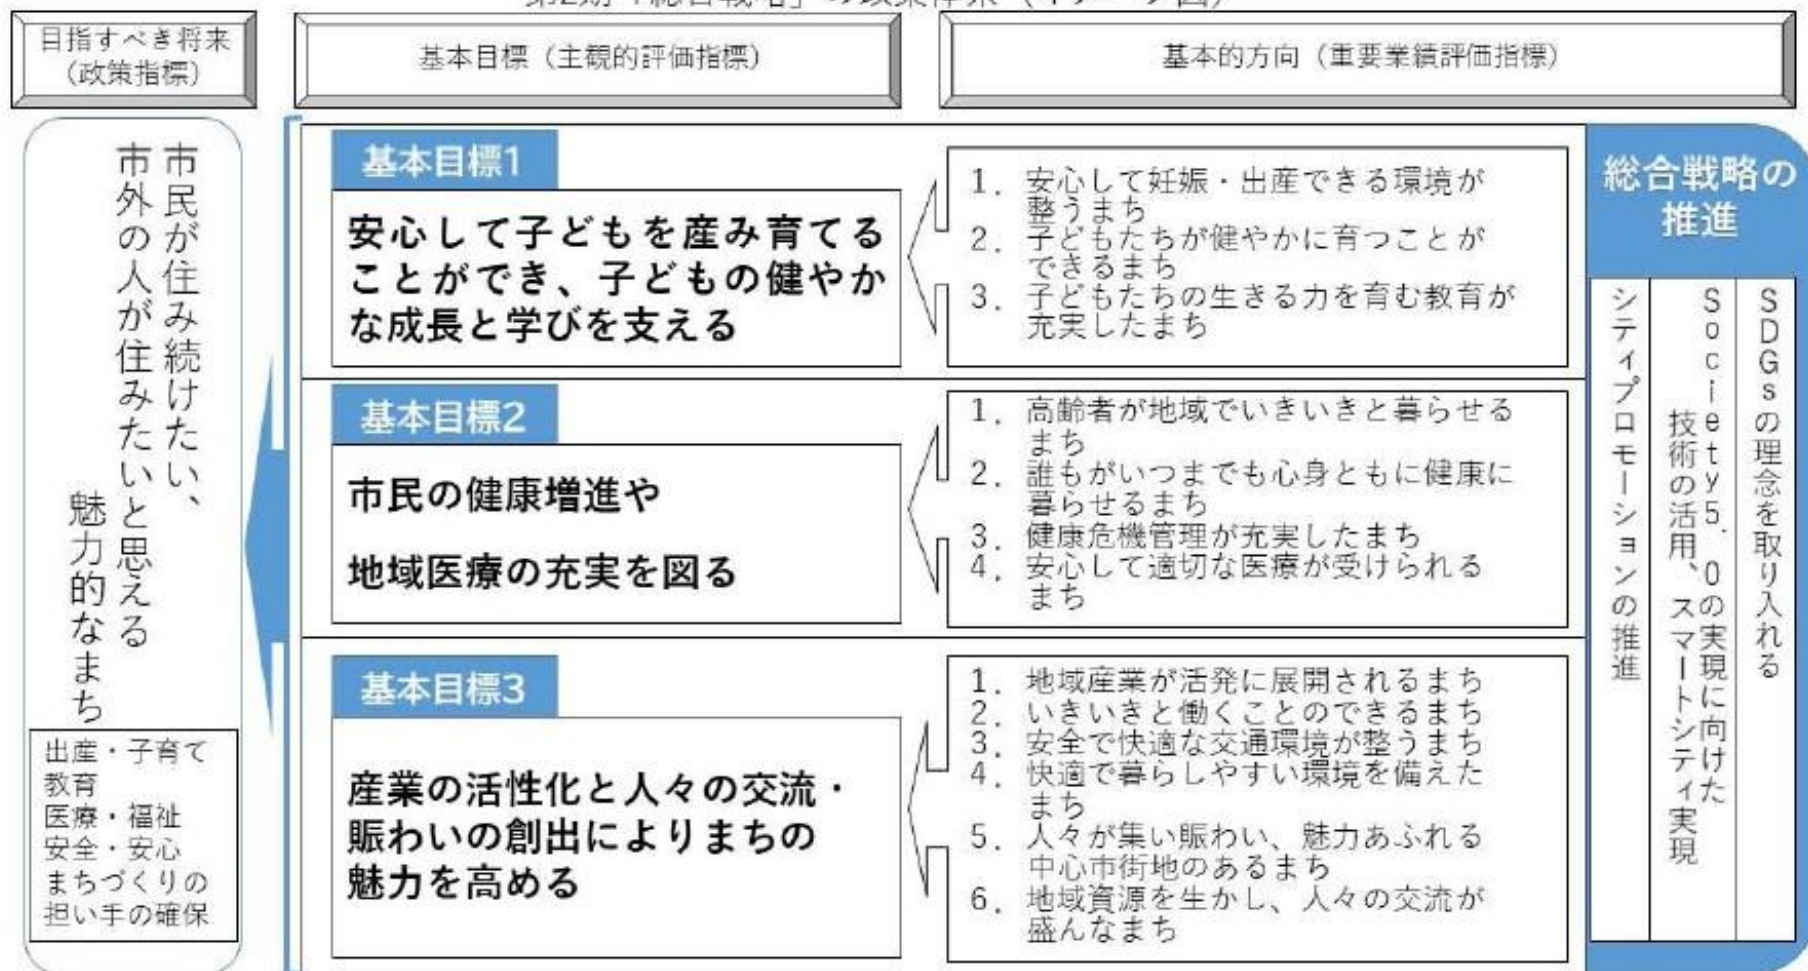 第2期「総合戦略」の政策体系（イメージ図）
目指すべき将来
（政策指標）
基本目標（主観的評価指標）
基本的方向（重要業績評価指標）
市民が住み続けたい、
市外の人が住みたいと思える
魅力的なまち
出産・子育て
教育
医療・福祉
安全・安心
まちづくりの
担い手の確保
基本目標1
安心して子どもを産み育てる
ことができ、子どもの健やか
な成長と学びを支える
1. 安心して妊娠・出産できる環境が
整うまち
2. 子どもたちが健やかに育つことが
できるまち
3. 子どもたちの生きる力を育む教育が
充実したまち
基本目標2
市民の健康増進や
地域医療の充実を図る
1. 高齢者が地域でいきいきと暮らせる
まち
2. 誰もがいつまでも心身ともに健康に
暮らせるまち
3. 健康危機管理が充実したまち
4. 安心して適切な医療が受けられる
まち
基本目標3
産業の活性化と人々の交流・
賑わいの創出によりまちの
魅力を高める
1. 地域産業が活発に展開されるまち
2. いきいきと働くことのできるまち
3. 安全で快適な交通環境が整うまち
4. 快適で暮らしやすい環境を備えた
まち
5. 人々が集い賑わい、魅力あふれる
中心市街地のあるまち
6. 地域資源を生かし、人々の交流が
盛んなまち
総合戦略の
推進
SDGsの理念を取り入れる
Society5.0の実現に向けた
技術の活用、スマートシティ実現
シティプロモーションの推進